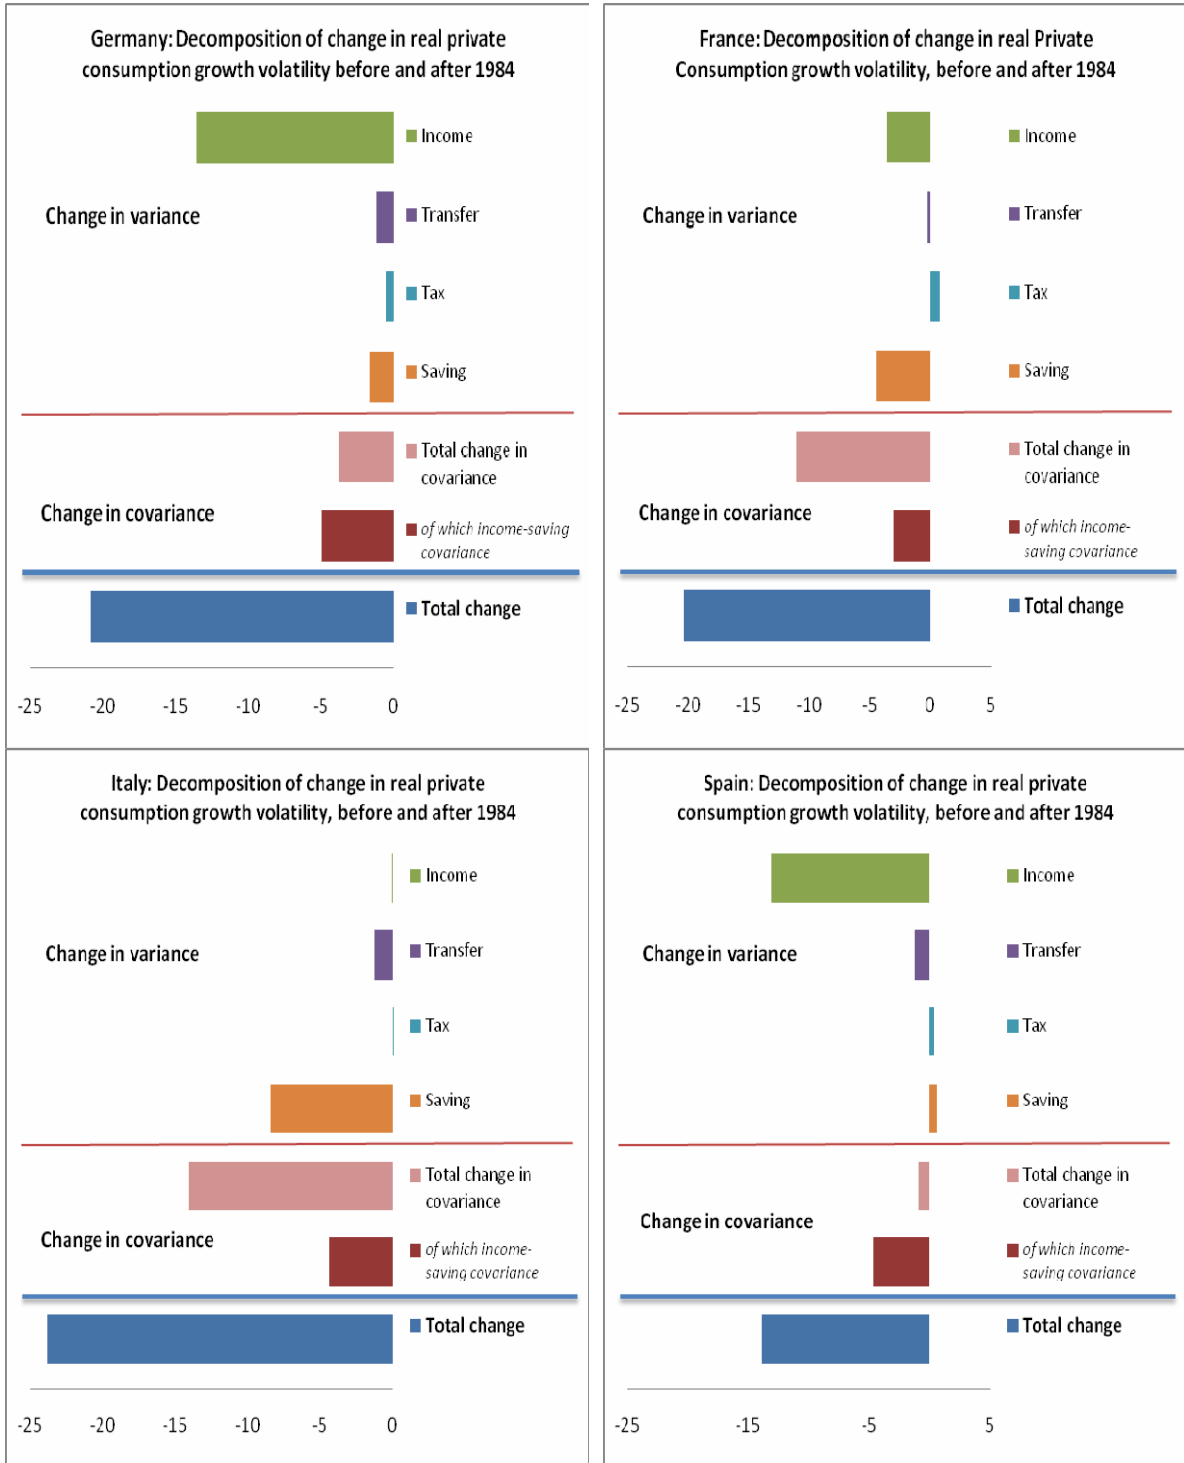 Germany: Decomposition of change in real private
consumption growth volatility before and after 1984
Income
Change in variance
Transfer
Tax
Saving
Total change in
covariance
Change in covariance
of which income-saving
covariance
Total change
-25 -20 -15 -10 -5 0
France: Decomposition of change in real Private
Consumption growth volatility, before and after 1984
Income
Change in variance
Transfer
Tax
Saving
Total change in
covariance
Change in covariance
of which income-
saving covariance
Total change
-25 -20 -15 -10 -5 0 5
Italy: Decomposition of change in real private
consumption growth volatility, before and after 1984
Income
Change in variance
Transfer
Tax
Saving
Total change in
covariance
Change in covariance
of which income-
saving covariance
Total change
-25 -20 -15 -10 -5 0
Spain: Decomposition of change in real private
consumption growth volatility, before and after 1984
Income
Change in variance
Transfer
Tax
Saving
Total change in
covariance
Change in covariance
of which income-
saving covariance
Total change
-25 -5 5